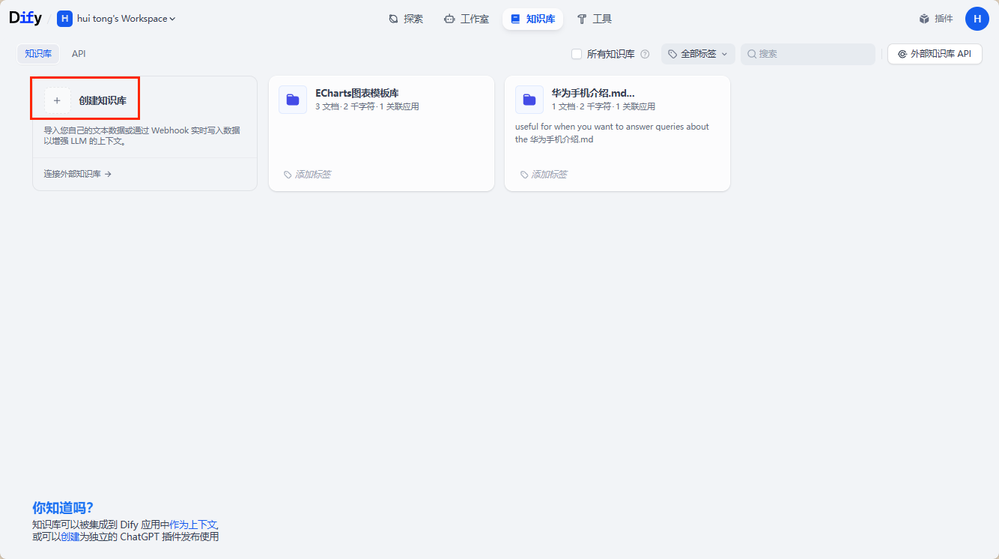 Dify / H hui tong's Workspace 探索 工作室 知识库 工具 插件 H
知识库 API 所有知识库 全部标签 搜索 外部知识库 API
+ 创建知识库
导入您自己的文本数据或通过 Webhook 实时写入数据
以增强 LLM 的上下文。
连接外部知识库 →
ECharts图表模板库
3 文档·2 千字符·1 关联应用
添加标签
华为手机介绍.md...
1 文档·2 千字符·1 关联应用
useful for when you want to answer queries about
the 华为手机介绍.md
添加标签
你知道吗?
知识库可以被集成到 Dify 应用中作为上下文,
或可以创建为独立的 ChatGPT 插件发布使用